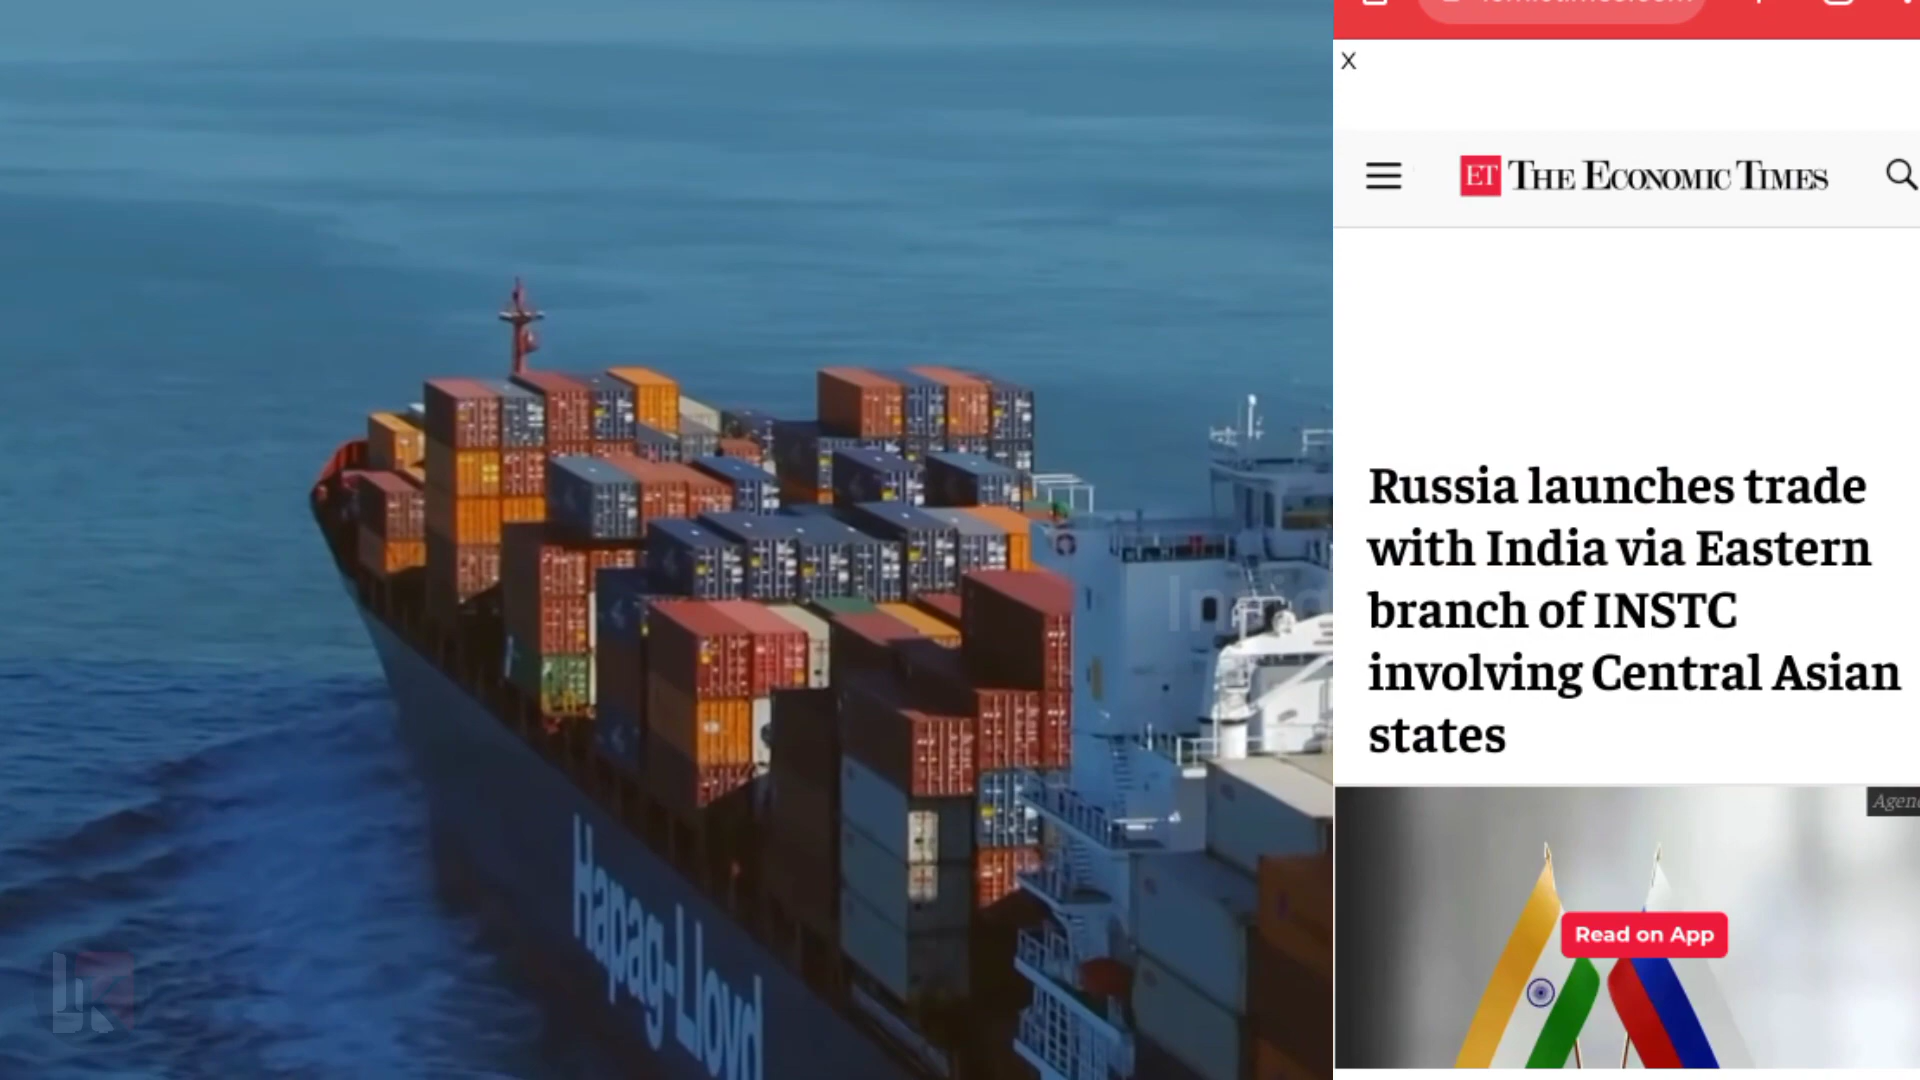 Hapag-Lloyd
X
ET THE ECONOMIC TIMES
Russia launches trade
with India via Eastern
branch of INSTC
involving Central Asian
states
Read on App